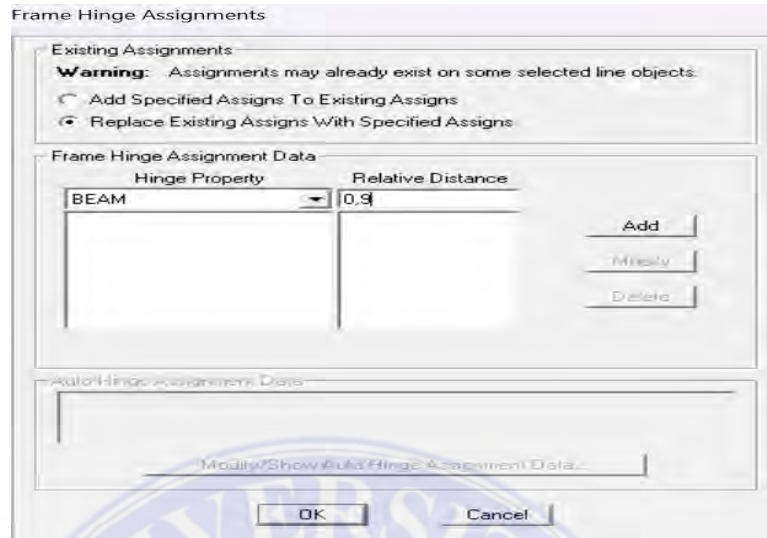 Frame Hinge Assignments
Existing Assignments
Warning: Assignments may already exist on some selected line objects.
Add Specified Assigns To Existing Assigns
Replace Existing Assigns With Specified Assigns
Frame Hinge Assignment Data
Hinge Property Relative Distance
BEAM 0,9
Add
Modify
Delete
Auto Hinge Assignment Data
Modify/Show Auto Hinge Assignment Data...
OK Cancel